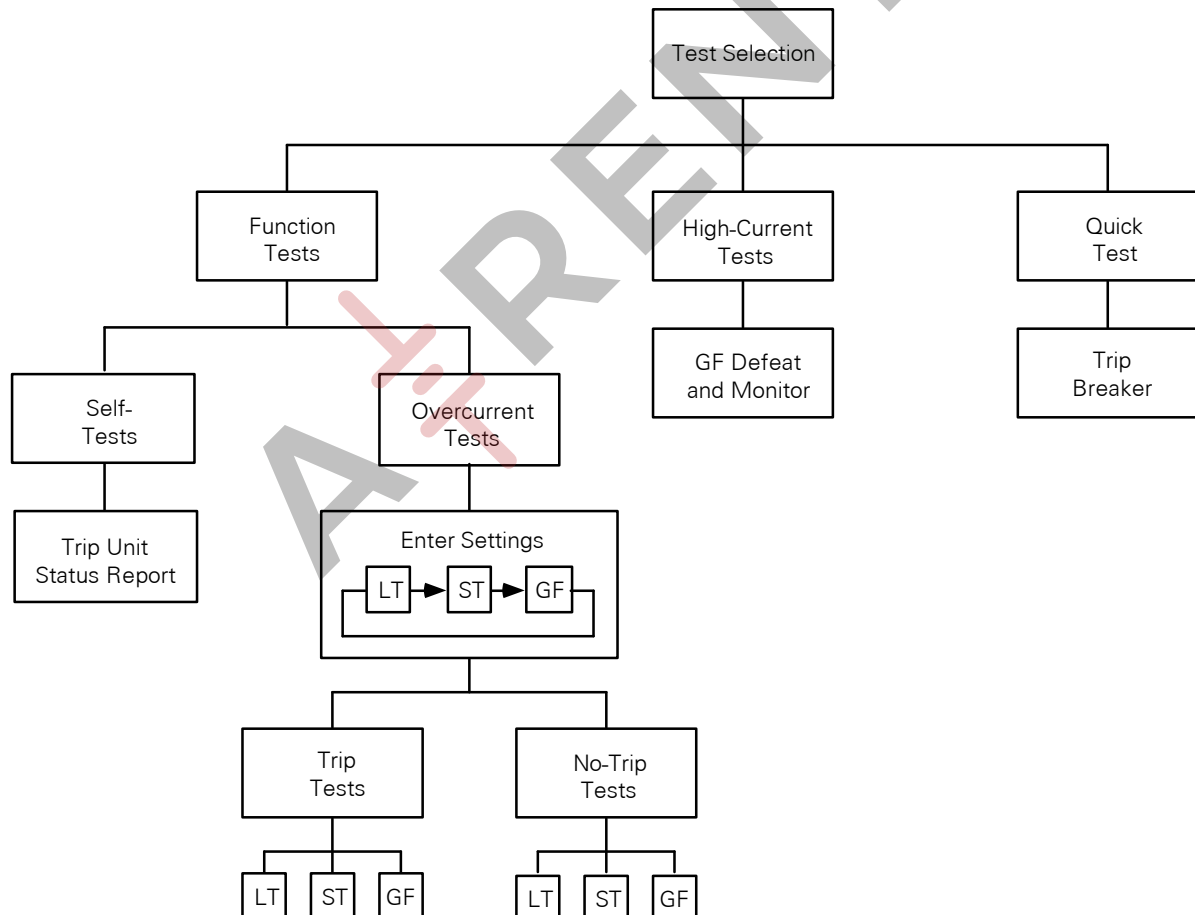 Test Selection
Function
Tests
High-Current
Tests
Quick
Test
Self-
Tests
Overcurrent
Tests
GF Defeat
and Monitor
Trip
Breaker
Trip Unit
Status Report
Enter Settings
LT
ST
GF
Trip
Tests
No-Trip
Tests
LT
ST
GF
LT
ST
GF